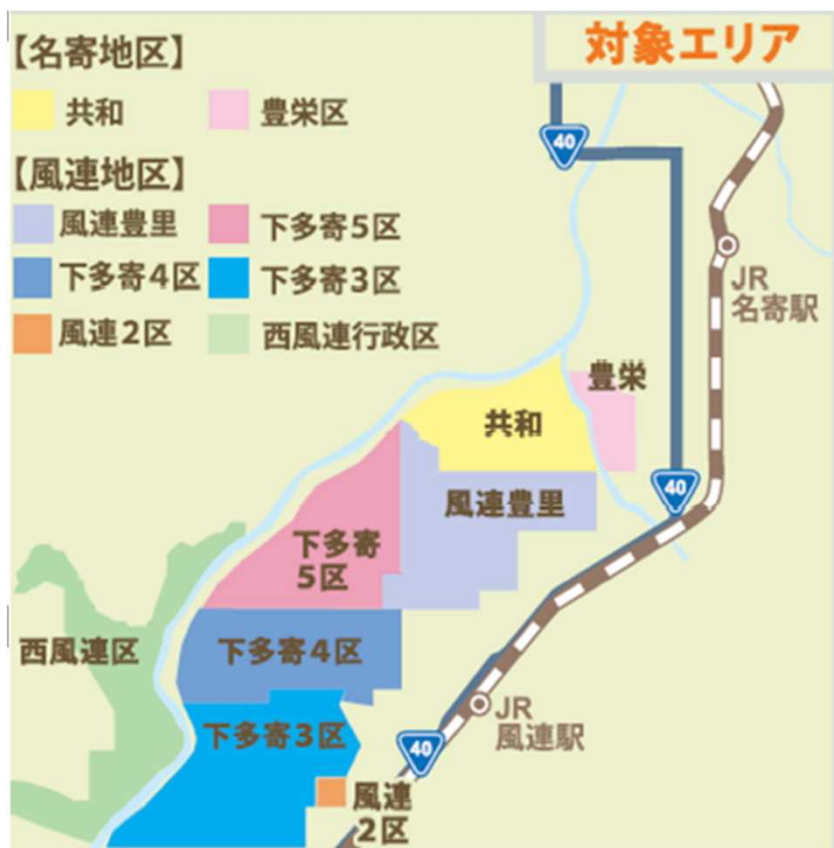 対象エリア
【名寄地区】
共和
豊栄区
【風連地区】
風連豊里
下多寄5区
下多寄4区
下多寄3区
風連2区
西風連行政区
40
JR
名寄駅
豊栄
共和
40
風連豊里
下多寄
5区
西風連区
下多寄4区
下多寄3区
JR
風連駅
40
風連
2区